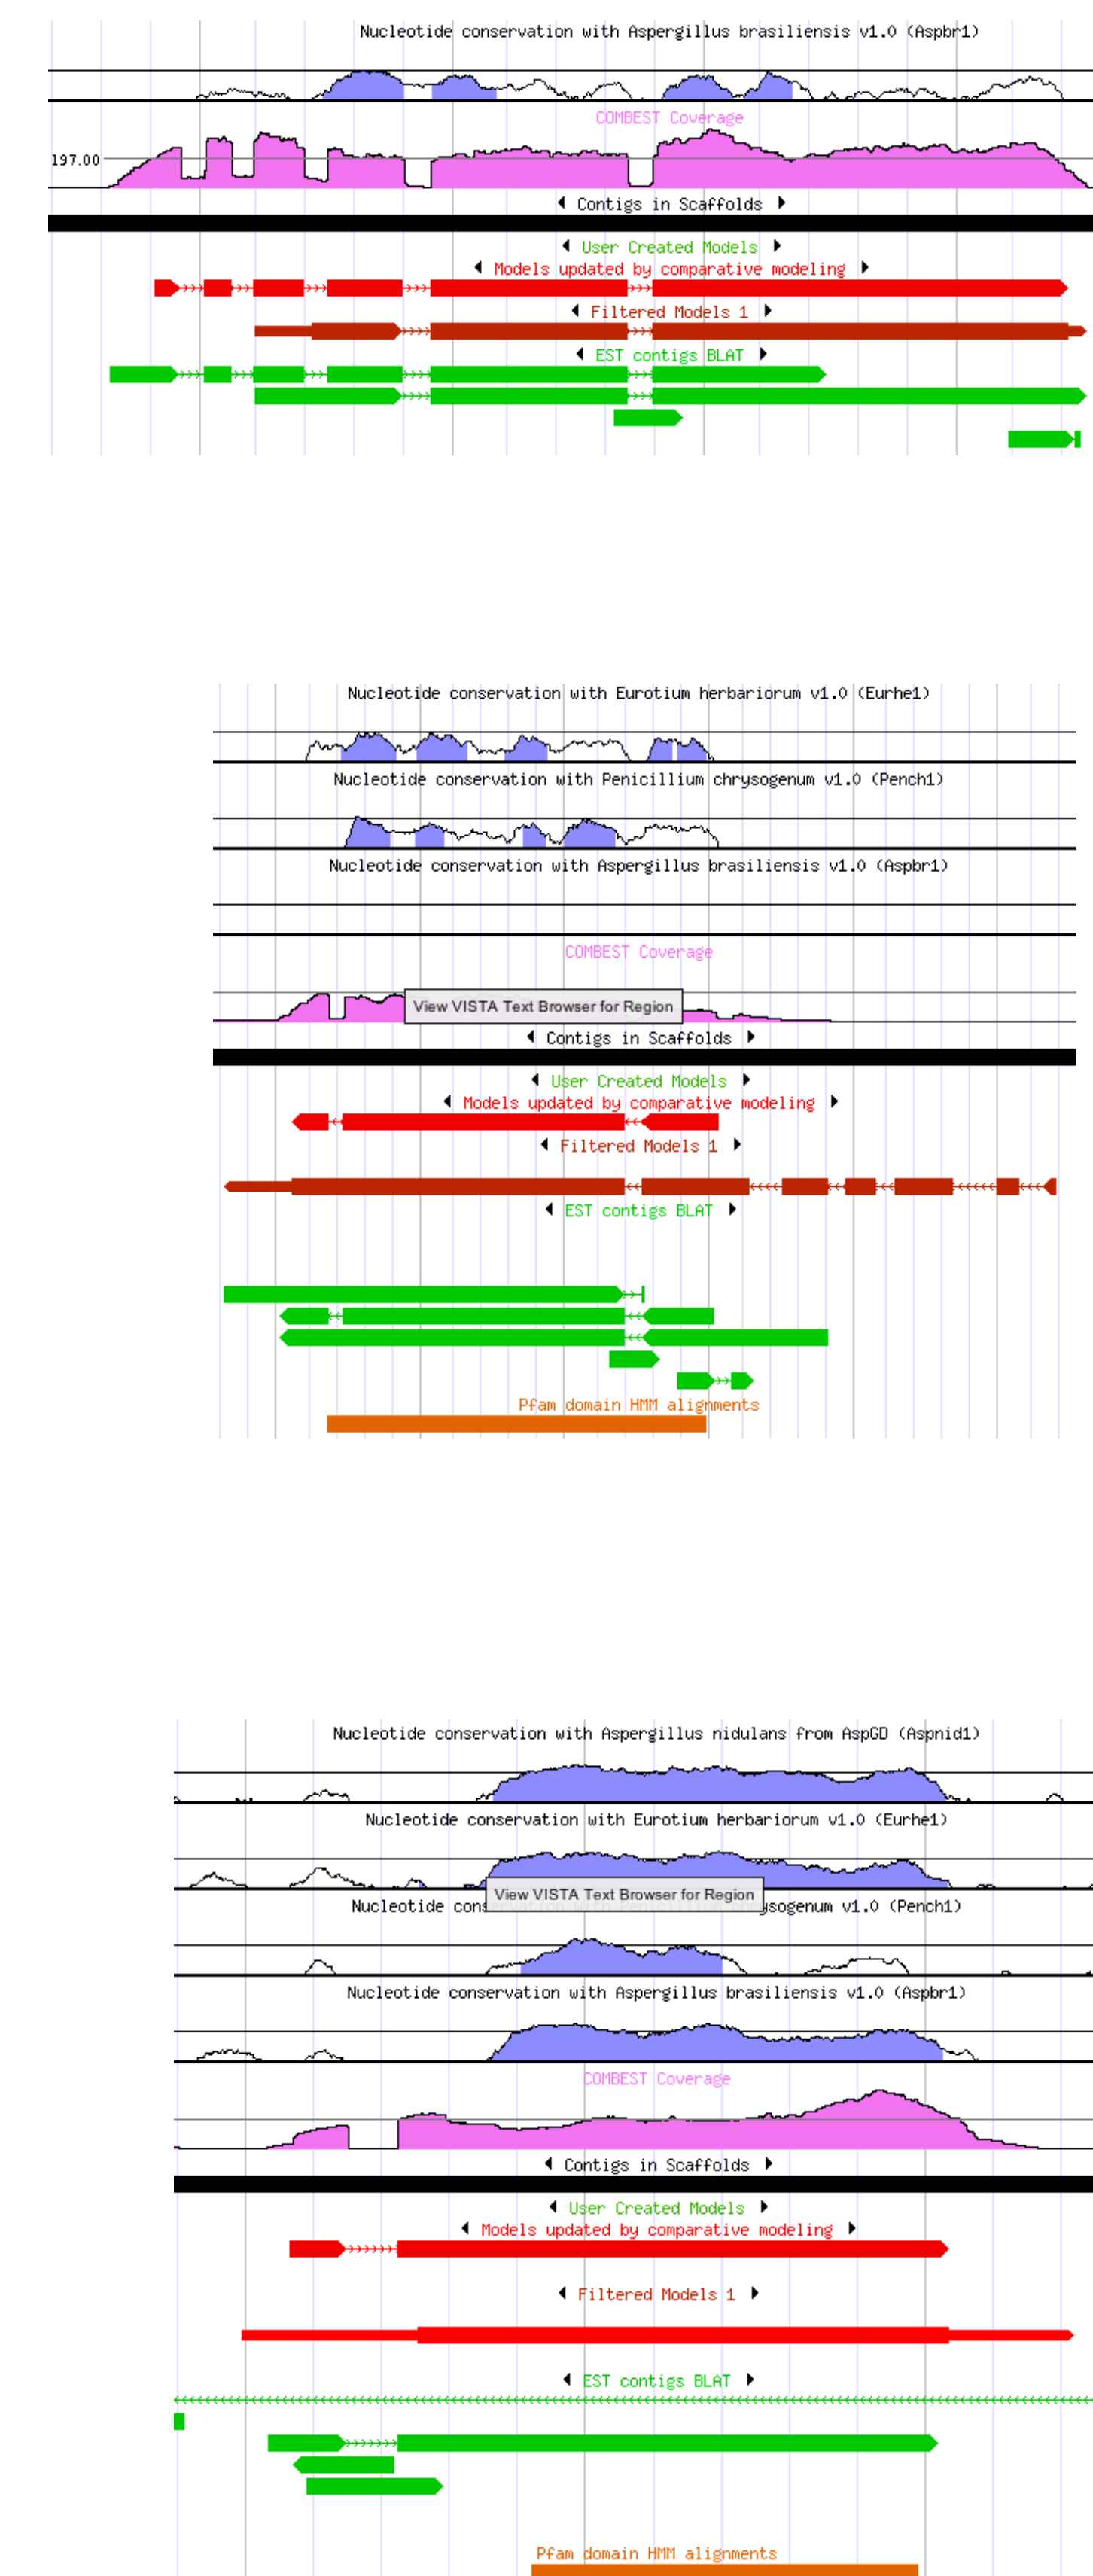 Nucleotide conservation with Aspergillus brasiliensis v1.0 (Aspbr1)
COMBEST Coverage
197.00
Contigs in Scaffolds
User Created Models
Models updated by comparative modeling
Filtered Models 1
EST contigs BLAT
Nucleotide conservation with Eurotium herbariorum v1.0 (Eurhe1)
Nucleotide conservation with Penicillium chrysogenum v1.0 (Pench1)
Nucleotide conservation with Aspergillus brasiliensis v1.0 (Aspbr1)
COMBEST Coverage
View VISTA Text Browser for Region
Contigs in Scaffolds
User Created Models
Models updated by comparative modeling
Filtered Models 1
EST contigs BLAT
Pfam domain HMM alignments
Nucleotide conservation with Aspergillus nidulans from AspGD (Aspnid1)
Nucleotide conservation with Eurotium herbariorum v1.0 (Eurhe1)
View VISTA Text Browser for Region
Nucleotide v1.0 (Pench1)
Nucleotide conservation with Aspergillus brasiliensis v1.0 (Aspbr1)
COMBEST Coverage
Contigs in Scaffolds
User Created Models
Models updated by comparative modeling
Filtered Models 1
EST contigs BLAT
Pfam domain HMM alignments